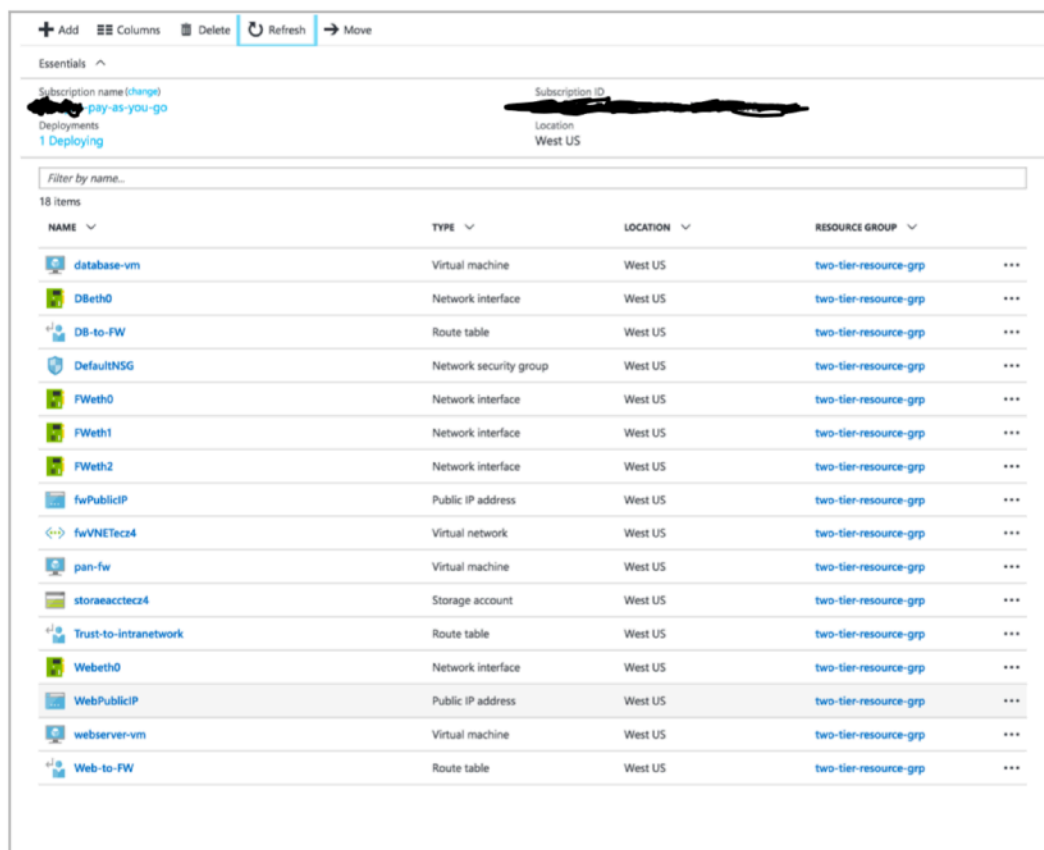 Add Columns Delete Refresh Move
Essentials
Subscription name (change) Subscription ID
-pay-as-you-go
Deployments Location
1 Deploying West US
Filter by name...
18 items
NAME TYPE LOCATION RESOURCE GROUP
database-vm Virtual machine West US two-tier-resource-grp ...
DBeth0 Network interface West US two-tier-resource-grp ...
DB-to-FW Route table West US two-tier-resource-grp ...
DefaultNSG Network security group West US two-tier-resource-grp ...
FWeth0 Network interface West US two-tier-resource-grp ...
FWeth1 Network interface West US two-tier-resource-grp ...
FWeth2 Network interface West US two-tier-resource-grp ...
fwPublicIP Public IP address West US two-tier-resource-grp ...
fwVNETecz4 Virtual network West US two-tier-resource-grp ...
pan-fw Virtual machine West US two-tier-resource-grp ...
storaeacctecz4 Storage account West US two-tier-resource-grp ...
Trust-to-intranetwork Route table West US two-tier-resource-grp ...
Webeth0 Network interface West US two-tier-resource-grp ...
WebPublicIP Public IP address West US two-tier-resource-grp ...
webserver-vm Virtual machine West US two-tier-resource-grp ...
Web-to-FW Route table West US two-tier-resource-grp ...